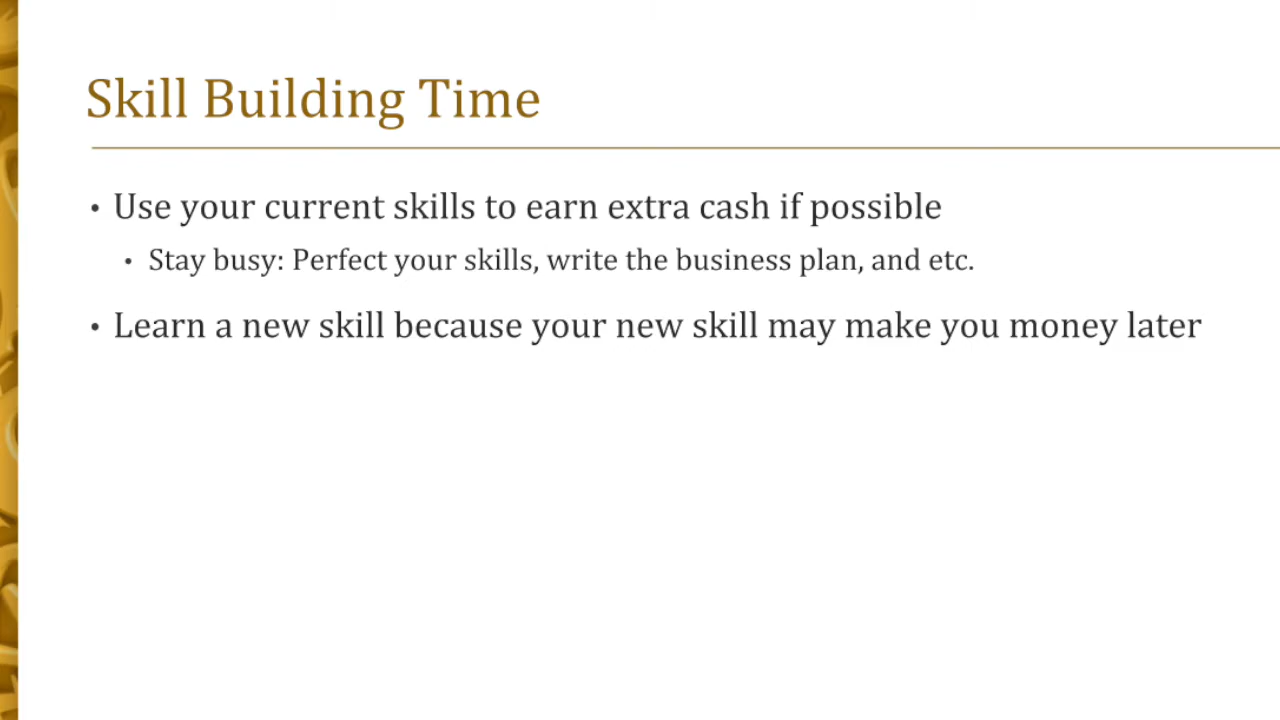 Skill Building Time
• Use your current skills to earn extra cash if possible
• Stay busy: Perfect your skills, write the business plan, and etc.
• Learn a new skill because your new skill may make you money later